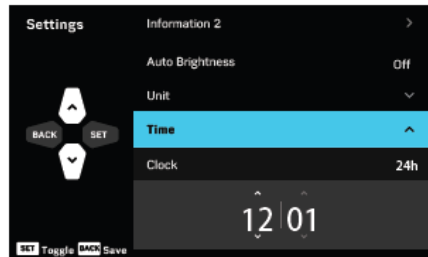 Settings
Information 2
Auto Brightness Off
Unit
BACK SET
Time
Clock 24h
12 01
SET Toggle BACK Save